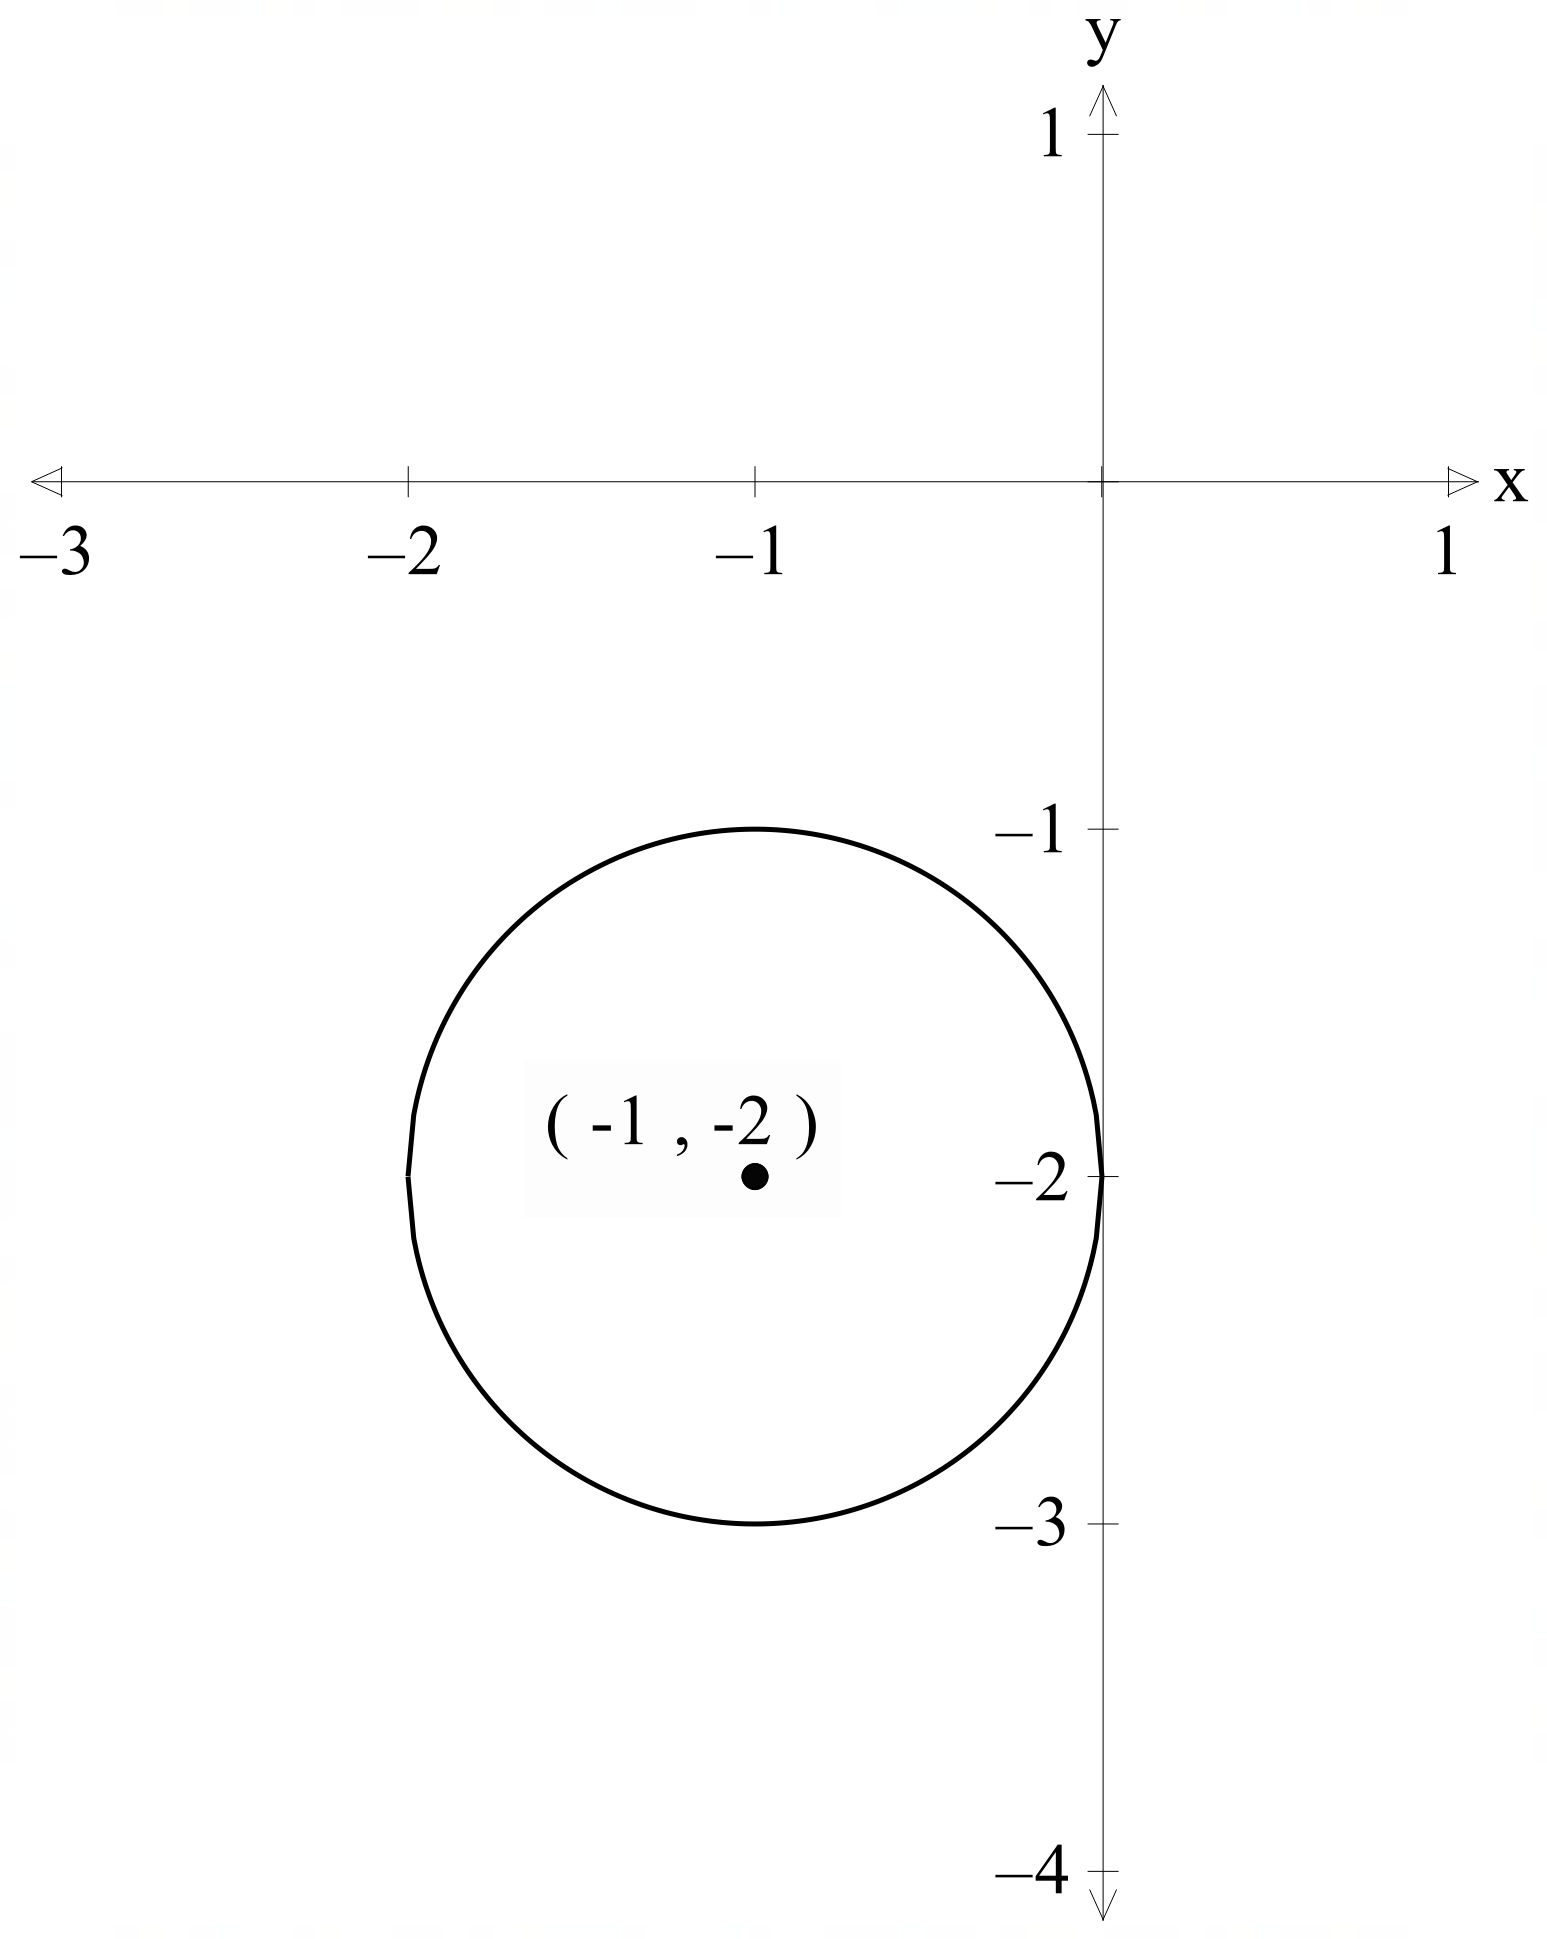 y
1
x
–3 –2 –1 1
–1
( -1 , -2 )
–2
–3
–4